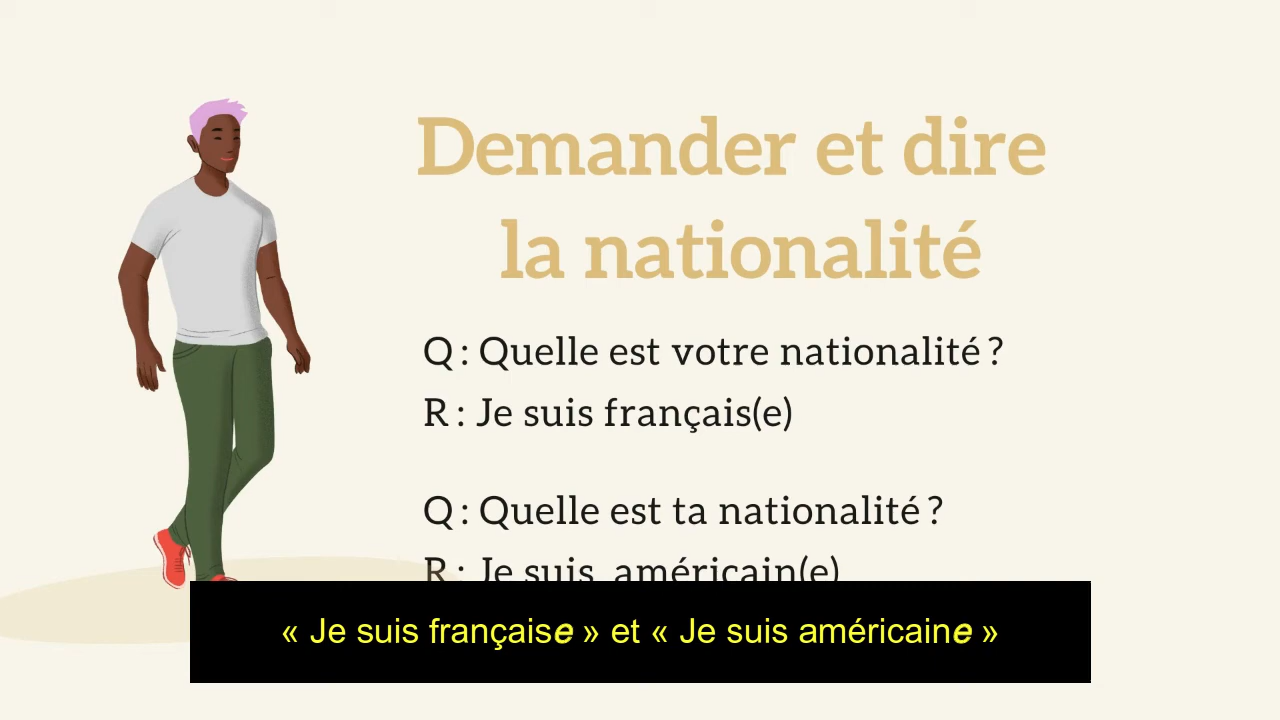 Demander et dire
la nationalité
Q : Quelle est votre nationalité ?
R : Je suis français(e)
Q : Quelle est ta nationalité ?
R : Je suis américain(e)
« Je suis française » et « Je suis américaine »